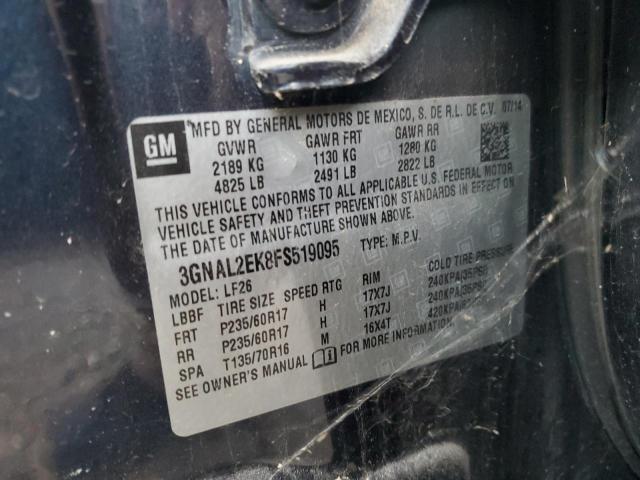 GM
MFD BY GENERAL MOTORS DE MEXICO, S. DE R.L. DE C.V. 07/14
GVWR GAWR FRT GAWR RR
2189 KG 1130 KG 1280 KG
4825 LB 2491 LB 2822 LB
THIS VEHICLE CONFORMS TO ALL APPLICABLE U.S. FEDERAL MOTOR
VEHICLE SAFETY AND THEFT PREVENTION STANDARDS IN EFFECT ON
THE DATE OF MANUFACTURE SHOWN ABOVE.
3GNAL2EK8FS519095 TYPE: M.P.V.
MODEL: LF26
LBBF TIRE SIZE SPEED RTG RIM COLD TIRE PRESSURE
FRT P235/60R17 H 17X7J 240KPA(35PSI)
RR P235/60R17 H 17X7J 240KPA(35PSI)
SPA T135/70R16 M 16X4T
SEE OWNER'S MANUAL FOR MORE INFORMATION